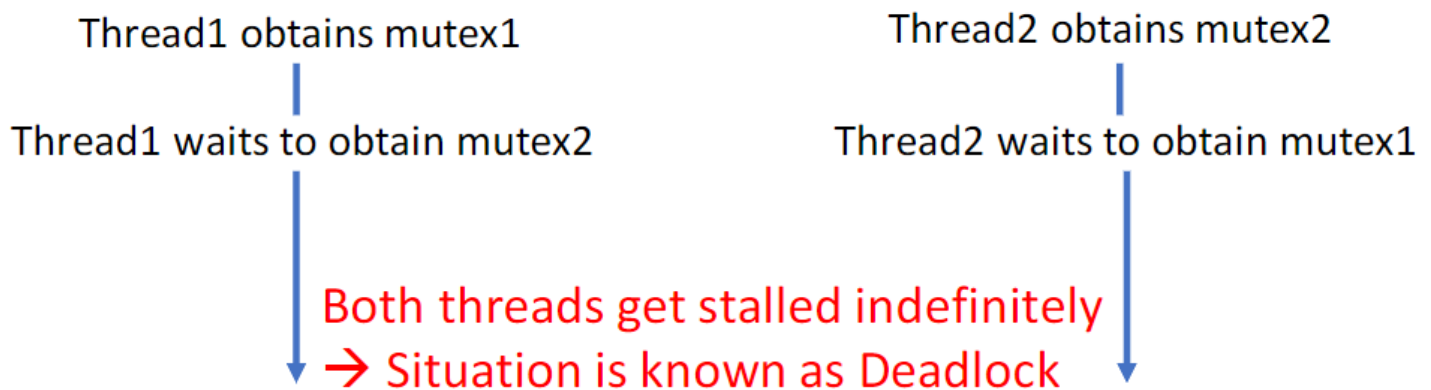 Thread1 obtains mutex1
Thread2 obtains mutex2
Thread1 waits to obtain mutex2
Thread2 waits to obtain mutex1
Both threads get stalled indefinitely
→ Situation is known as Deadlock